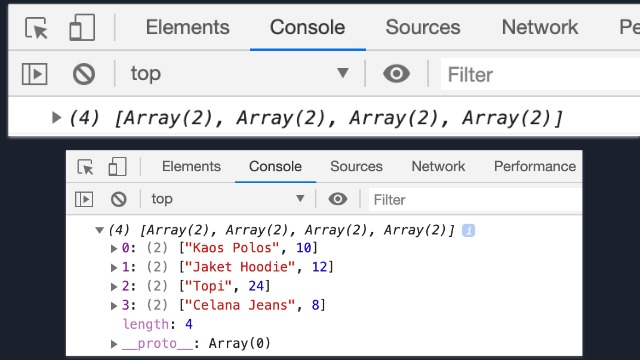 Elements Console Sources Network Pe
top Filter
(4) [Array(2), Array(2), Array(2), Array(2)]
Elements Console Sources Network Performance
top Filter
(4) [Array(2), Array(2), Array(2), Array(2)] i
0: (2) ["Kaos Polos", 10]
1: (2) ["Jaket Hoodie", 12]
2: (2) ["Topi", 24]
3: (2) ["Celana Jeans", 8]
length: 4
__proto__: Array(0)